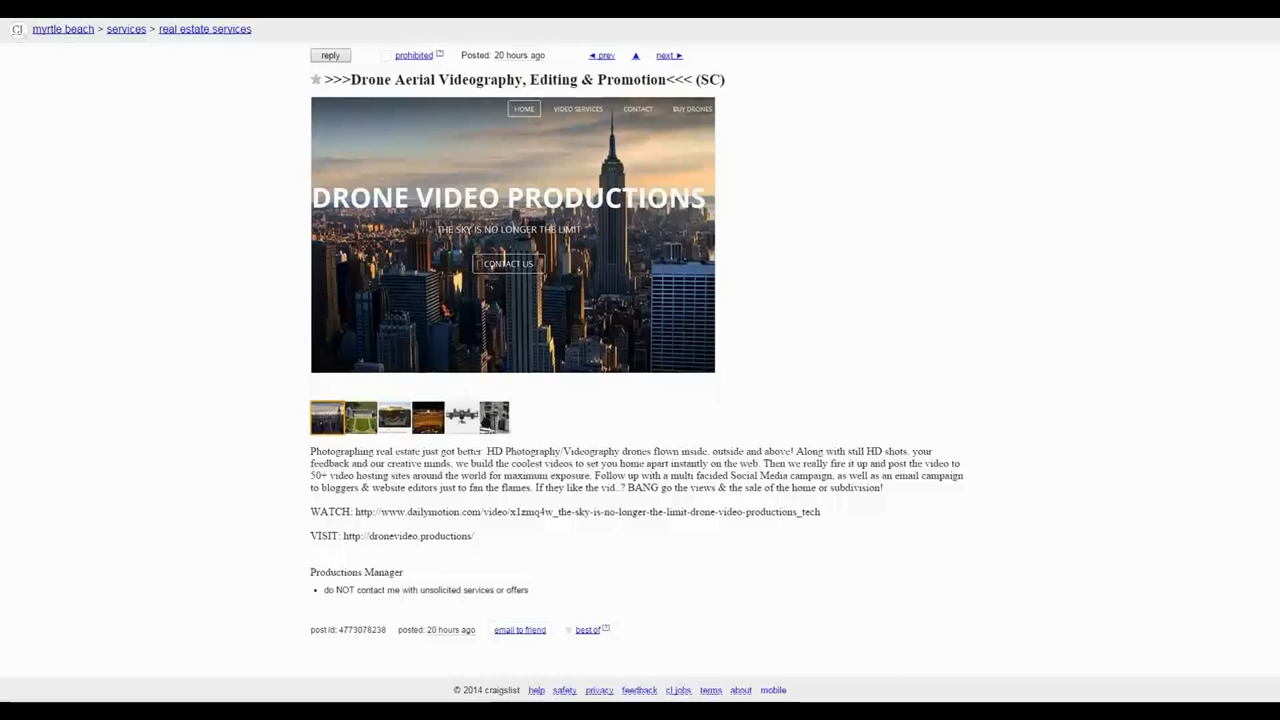 CL myrtle beach > services > real estate services
reply prohibited [?] Posted: 20 hours ago ◄ prev ▲ next ►
>>>Drone Aerial Videography, Editing & Promotion<<< (SC)
HOME VIDEO SERVICES CONTACT BUY DRONES
DRONE VIDEO PRODUCTIONS
THE SKY IS NO LONGER THE LIMIT
CONTACT US
Photographing real estate just got better. HD Photography/Videography drones flown inside, outside and above! Along with still HD shots, your
feedback and our creative minds, we build the coolest videos to set you home apart instantly on the web. Then we really fire it up and post the video to
50+ video hosting sites around the world for maximum exposure. Follow up with a multi facided Social Media campaign, as well as an email campaign
to bloggers & website editors just to fan the flames. If they like the vid..? BANG go the views & the sale of the home or subdivision!
WATCH: http://www.dailymotion.com/video/x1zmq4w_the-sky-is-no-longer-the-limit-drone-video-productions_tech
VISIT: http://dronevideo.productions/
Productions Manager
• do NOT contact me with unsolicited services or offers
post id: 4773078238 posted: 20 hours ago email to friend best of [?]
© 2014 craigslist help safety privacy feedback cl jobs terms about mobile